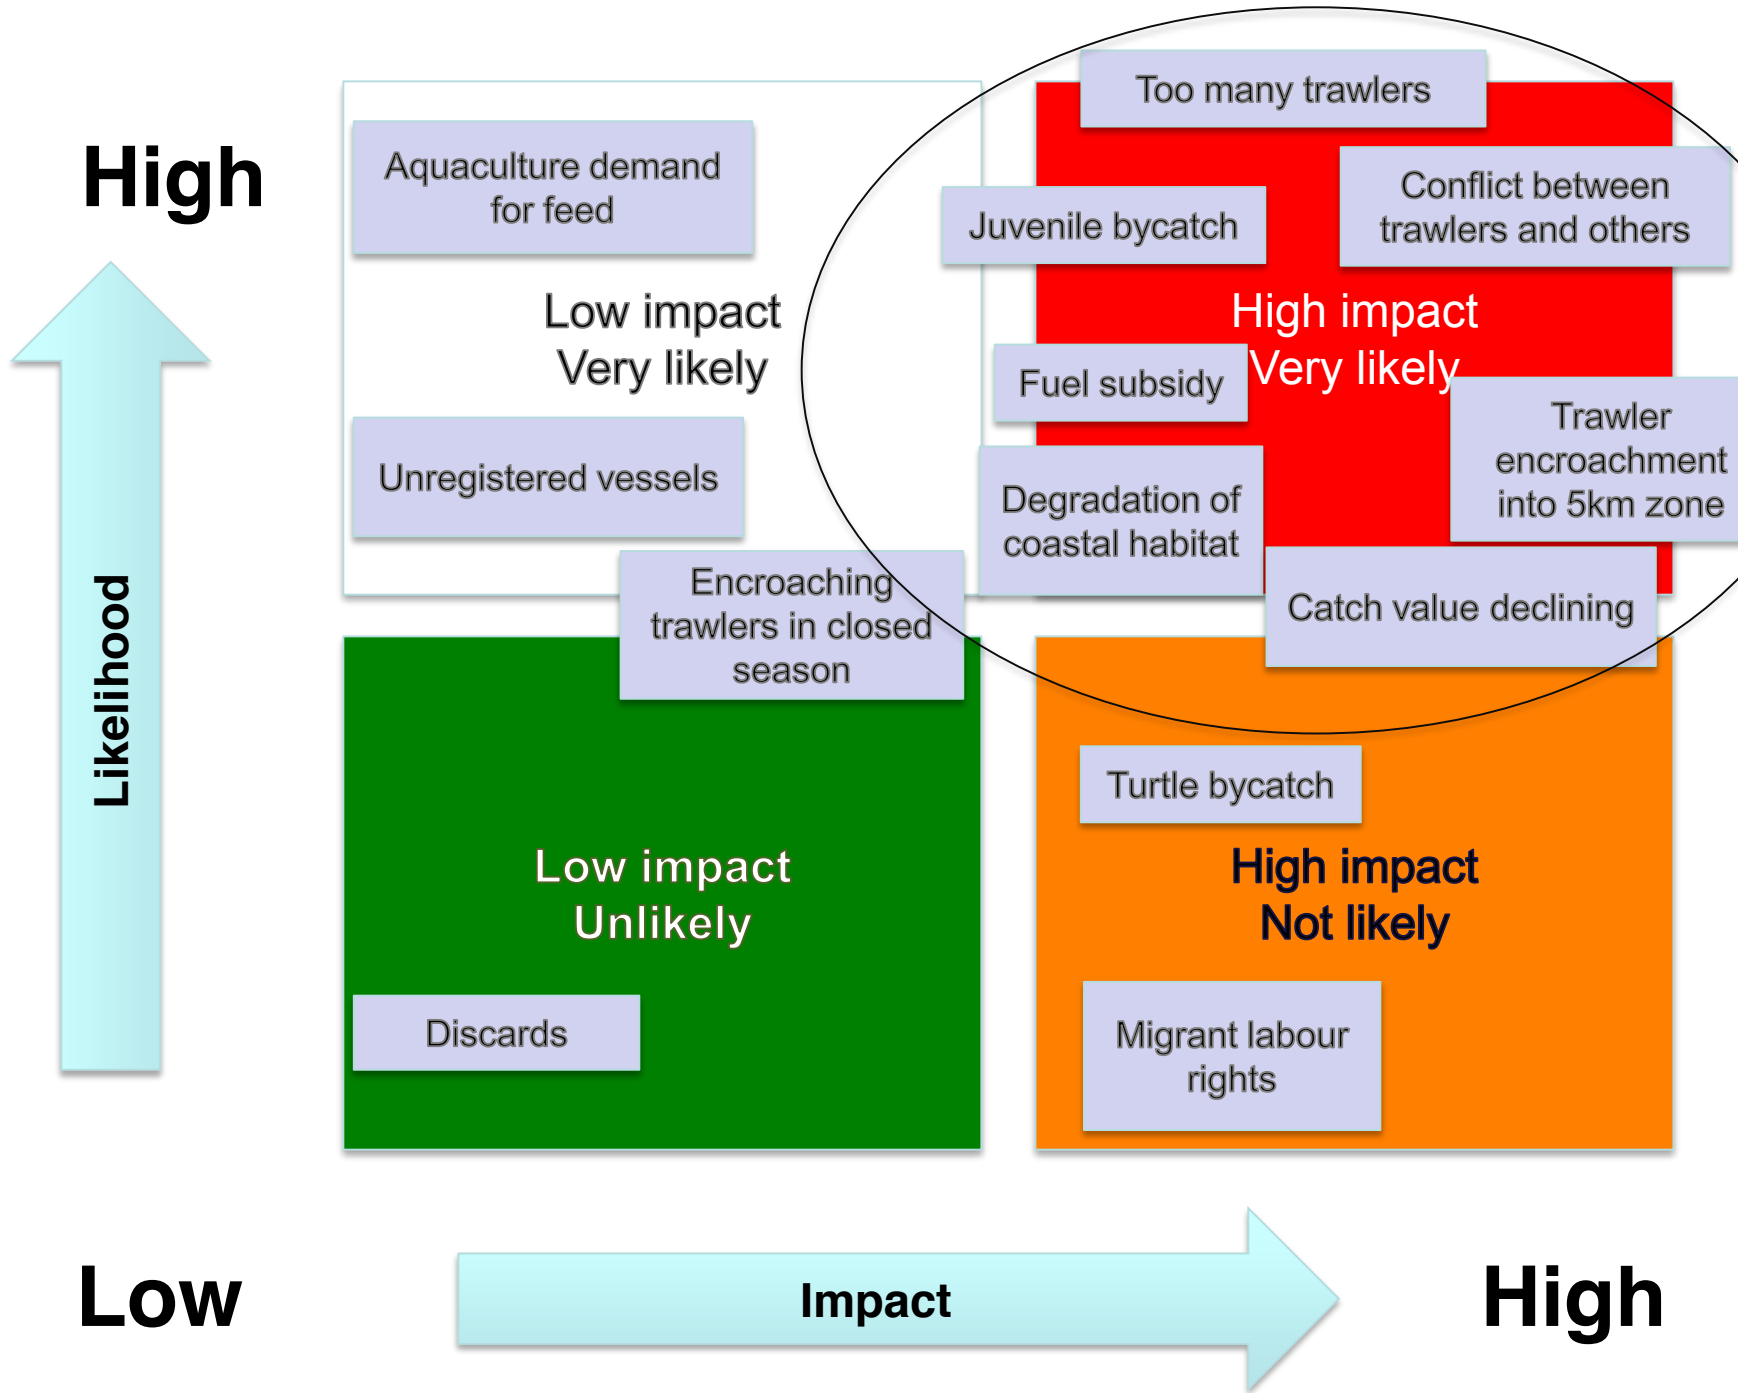 Too many trawlers
High
Aquaculture demand
for feed
Juvenile bycatch
Conflict between
trawlers and others
Low impact
Very likely
High impact
Very likely
Fuel subsidy
Trawler
encroachment
into 5km zone
Unregistered vessels
Degradation of
coastal habitat
Encroaching
trawlers in closed
season
Catch value declining
Likelihood
Turtle bycatch
Low impact
Unlikely
High impact
Not likely
Discards
Migrant labour
rights
Low
Impact
High